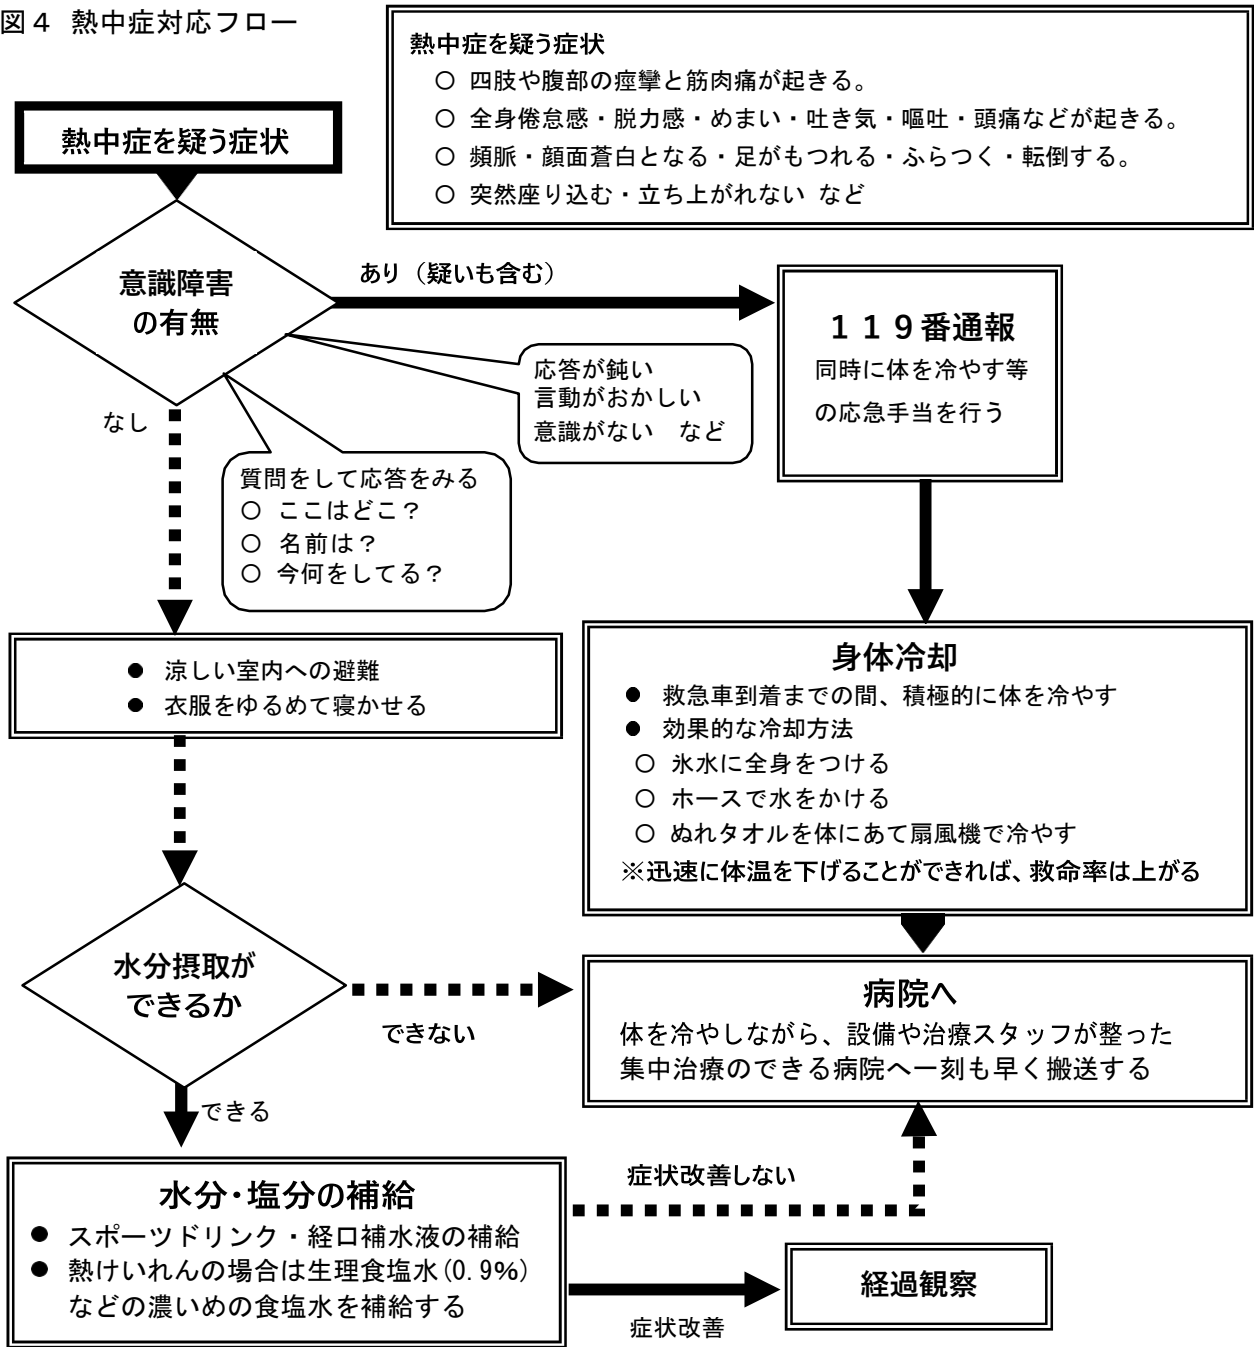 図４ 熱中症対応フロー
熱中症を疑う症状
○ 四肢や腹部の痙攣と筋肉痛が起きる。
○ 全身倦怠感・脱力感・めまい・吐き気・嘔吐・頭痛などが起きる。
○ 頻脈・顔面蒼白となる・足がもつれる・ふらつく・転倒する。
○ 突然座り込む・立ち上がれない など
熱中症を疑う症状
意識障害
の有無
あり（疑いも含む）
１１９番通報
同時に体を冷やす等
の応急手当を行う
応答が鈍い
言動がおかしい
意識がない　など
なし
質問をして応答をみる
○ ここはどこ？
○ 名前は？
○ 今何をしてる？
● 涼しい室内への避難
● 衣服をゆるめて寝かせる
身体冷却
● 救急車到着までの間、積極的に体を冷やす
● 効果的な冷却方法
○ 氷水に全身をつける
○ ホースで水をかける
○ ぬれタオルを体にあて扇風機で冷やす
※迅速に体温を下げることができれば、救命率は上がる
水分摂取が
できるか
できない
病院へ
体を冷やしながら、設備や治療スタッフが整った
集中治療のできる病院へ一刻も早く搬送する
できる
水分・塩分の補給
● スポーツドリンク・経口補水液の補給
● 熱けいれんの場合は生理食塩水(0.9%)
などの濃いめの食塩水を補給する
症状改善しない
症状改善
経過観察